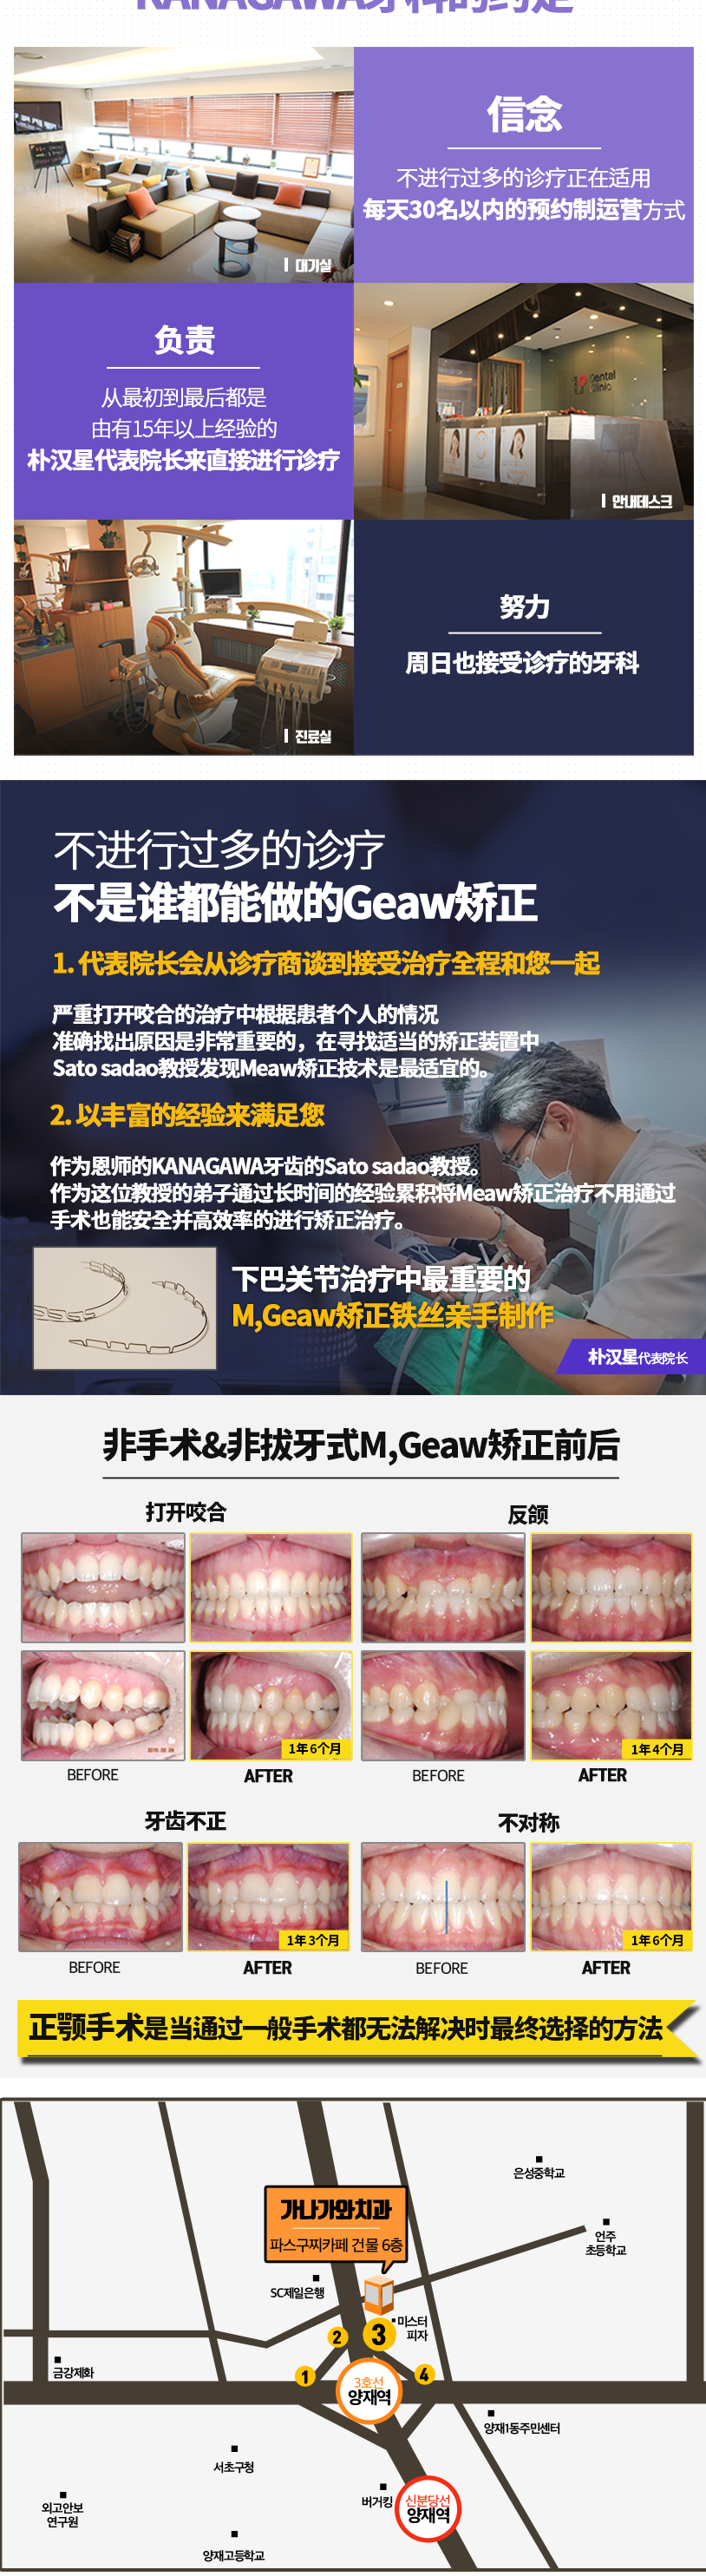 KANAGAWA牙科的约定
信念
不进行过多的诊疗正在适用
每天30名以内的预约制运营方式
대기실
负责
从最初到最后都是
由有15年以上经验的
朴汉星代表院长来直接进行诊疗
Dental
Clinic
안내데스크
努力
周日也接受诊疗的牙科
진료실
不进行过多的诊疗
不是谁都能做的Geaw矫正
1. 代表院长会从诊疗商谈到接受治疗全程和您一起
严重打开咬合的治疗中根据患者个人的情况
准确找出原因是非常重要的，在寻找适当的矫正装置中
Sato sadao教授发现Meaw矫正技术是最适宜的。
2. 以丰富的经验来满足您
作为恩师的KANAGAWA牙齿的Sato sadao教授。
作为这位教授的弟子通过长时间的经验累积将Meaw矫正治疗不用通过
手术也能安全并高效率的进行矫正治疗。
下巴关节治疗中最重要的
M,Geaw矫正铁丝亲手制作
朴汉星代表院长
非手术&非拔牙式M,Geaw矫正前后
打开咬合
反颌
1年6个月
1年4个月
BEFORE
AFTER
BEFORE
AFTER
牙齿不正
不对称
1年3个月
1年6个月
BEFORE
AFTER
BEFORE
AFTER
正颚手术是当通过一般手术都无法解决时最终选择的方法
은성중학교
가나가와치과
파스구찌카페 건물 6층
언주
초등학교
SC제일은행
미스터
피자
2
3
금강제화
1
4
3호선
양재역
양재1동주민센터
서초구청
외고안보
연구원
버거킹
신분당선
양재역
양재고등학교